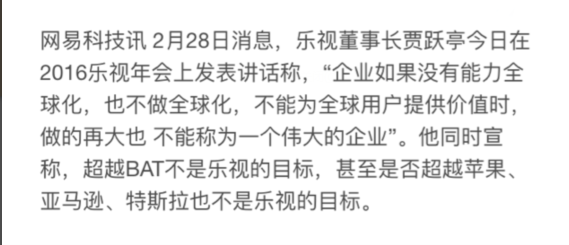 网易科技讯 2月28日消息，乐视董事长贾跃亭今日在
2016乐视年会上发表讲话称，“企业如果没有能力全
球化，也不做全球化，不能为全球用户提供价值时，
做的再大也 不能称为一个伟大的企业”。他同时宣
称，超越BAT不是乐视的目标，甚至是否超越苹果、
亚马逊、特斯拉也不是乐视的目标。